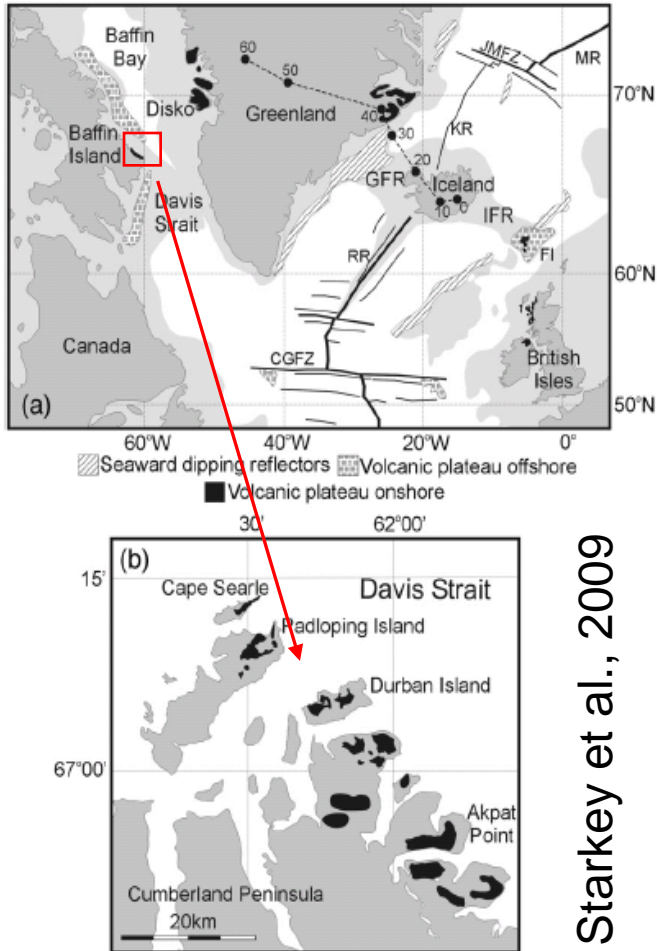 Baffin
Bay
Disko
Greenland
Baffin
Island
Davis
Strait
Canada
60
50
40
30
20
10
0
GFR
Iceland
KR
JMFZ
MR
IFR
FI
RR
CGFZ
British
Isles
70°N
60°N
50°N
(a)
60°W
40°W
20°W
0°
Seaward dipping reflectors
Volcanic plateau offshore
Volcanic plateau onshore
30'
62°00'
(b)
15'
Cape Searle
Davis Strait
Padloping Island
Durban Island
67°00'
Akpat
Point
Cumberland Peninsula
20km
Starkey et al., 2009